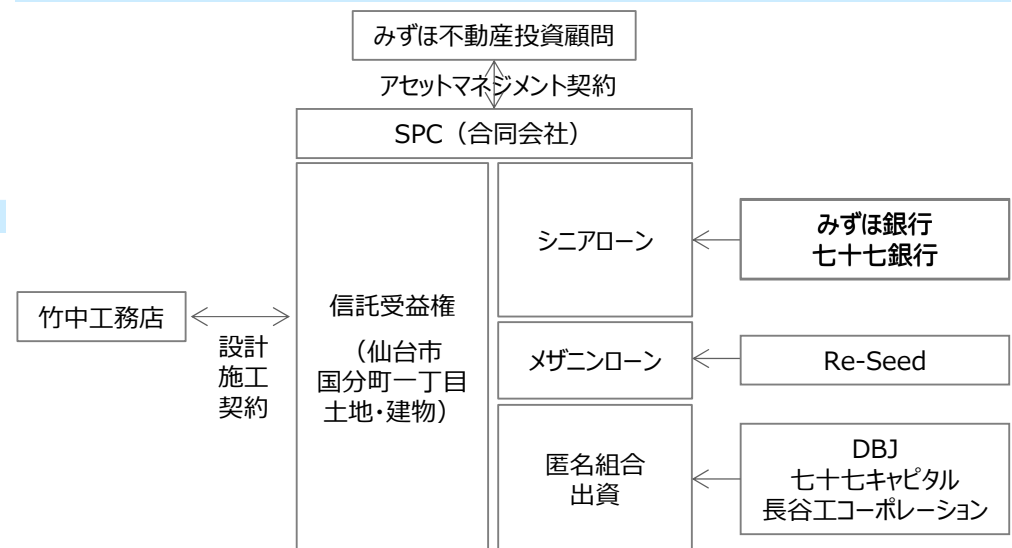 みずほ不動産投資顧問
アセットマネジメント契約
SPC（合同会社）
竹中工務店
設計
施工
契約
信託受益権
（仙台市
国分町一丁目
土地・建物）
シニアローン
みずほ銀行
七十七銀行
メザニンローン
Re-Seed
匿名組合
出資
DBJ
七十七キャピタル
長谷工コーポレーション